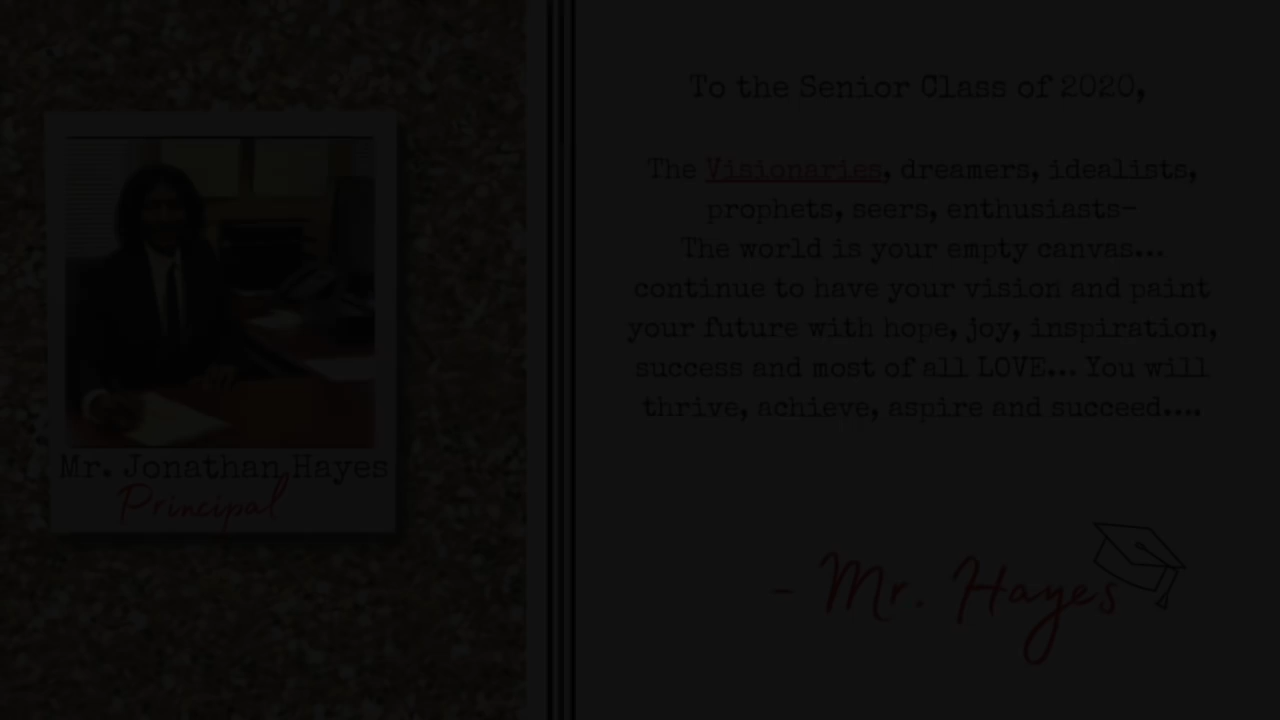 Mr. Jonathan Hayes
Principal
To the Senior Class of 2020,
The Visionaries, dreamers, idealists,
prophets, seers, enthusiasts-
The world is your empty canvas...
continue to have your vision and paint
your future with hope, joy, inspiration,
success and most of all LOVE... You will
thrive, achieve, aspire and succeed....
- Mr. Hayes